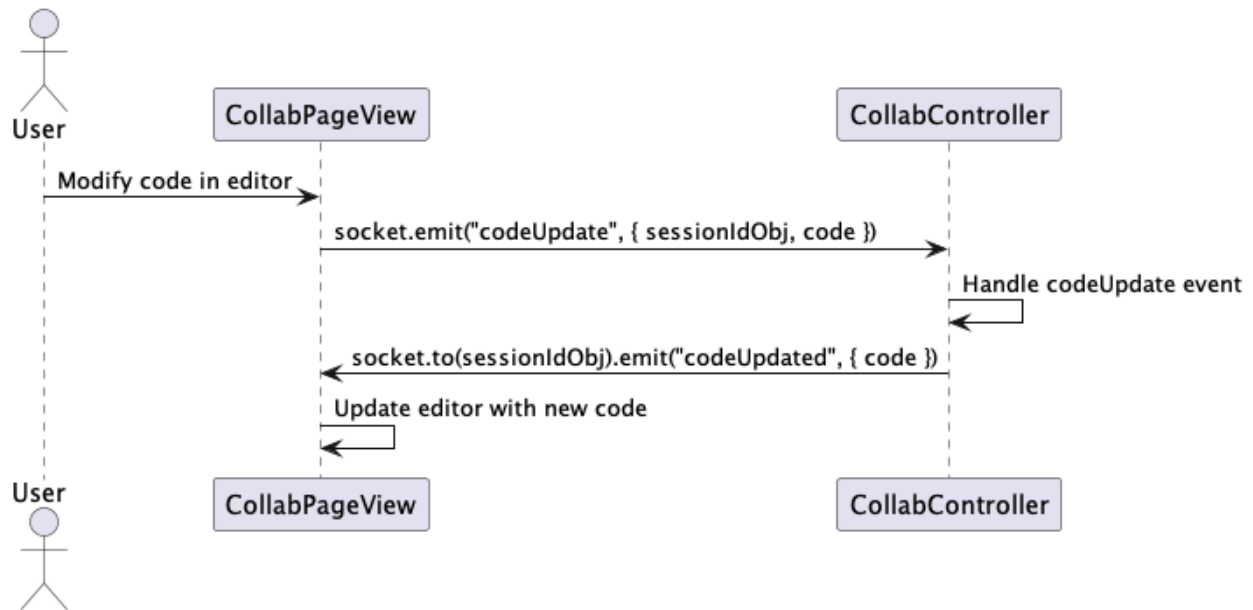 User
CollabPageView
CollabController
Modify code in editor
socket.emit("codeUpdate", { sessionIdObj, code })
Handle codeUpdate event
socket.to(sessionIdObj).emit("codeUpdated", { code })
Update editor with new code
User
CollabPageView
CollabController